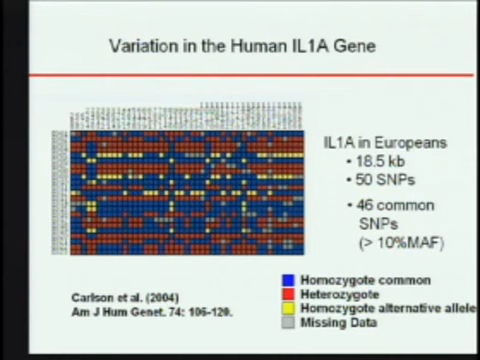 Variation in the Human IL1A Gene
IL1A in Europeans
• 18.5 kb
• 50 SNPs
• 46 common
SNPs
(> 10%MAF)
Homozygote common
Heterozygote
Homozygote alternative allele
Missing Data
Carlson et al. (2004)
Am J Hum Genet. 74: 106-120.